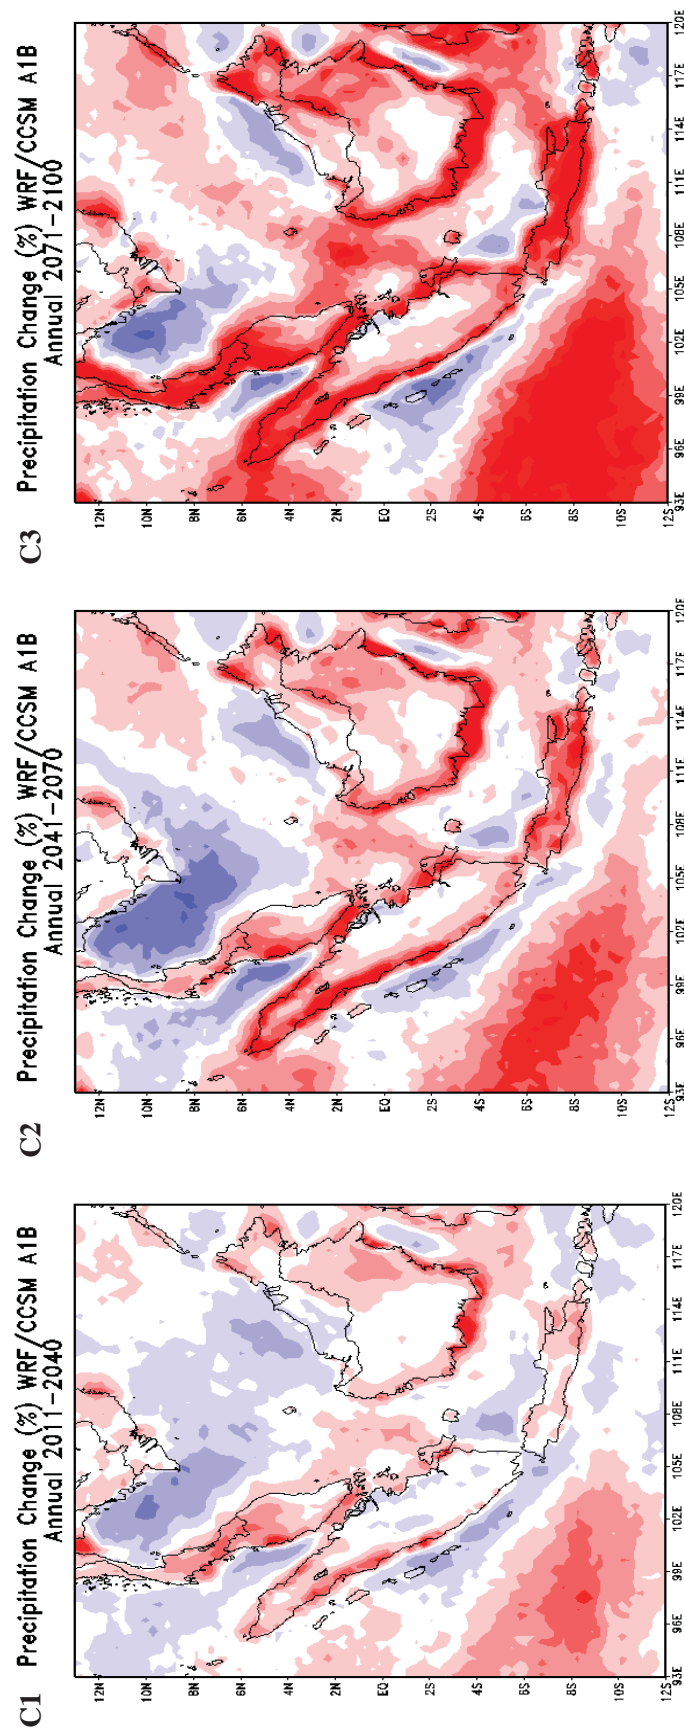 C1 Precipitation Change (%) WRF/CCSM A1B
Annual 2011-2040
12N
10N
8N
6N
4N
2N
EQ
2S
4S
6S
8S
10S
12S
93E 96E 99E 102E 105E 108E 111E 114E 117E 120E
C2 Precipitation Change (%) WRF/CCSM A1B
Annual 2041-2070
12N
10N
8N
6N
4N
2N
EQ
2S
4S
6S
8S
10S
12S
93E 96E 99E 102E 105E 108E 111E 114E 117E 120E
C3 Precipitation Change (%) WRF/CCSM A1B
Annual 2071-2100
12N
10N
8N
6N
4N
2N
EQ
2S
4S
6S
8S
10S
12S
93E 96E 99E 102E 105E 108E 111E 114E 117E 120E